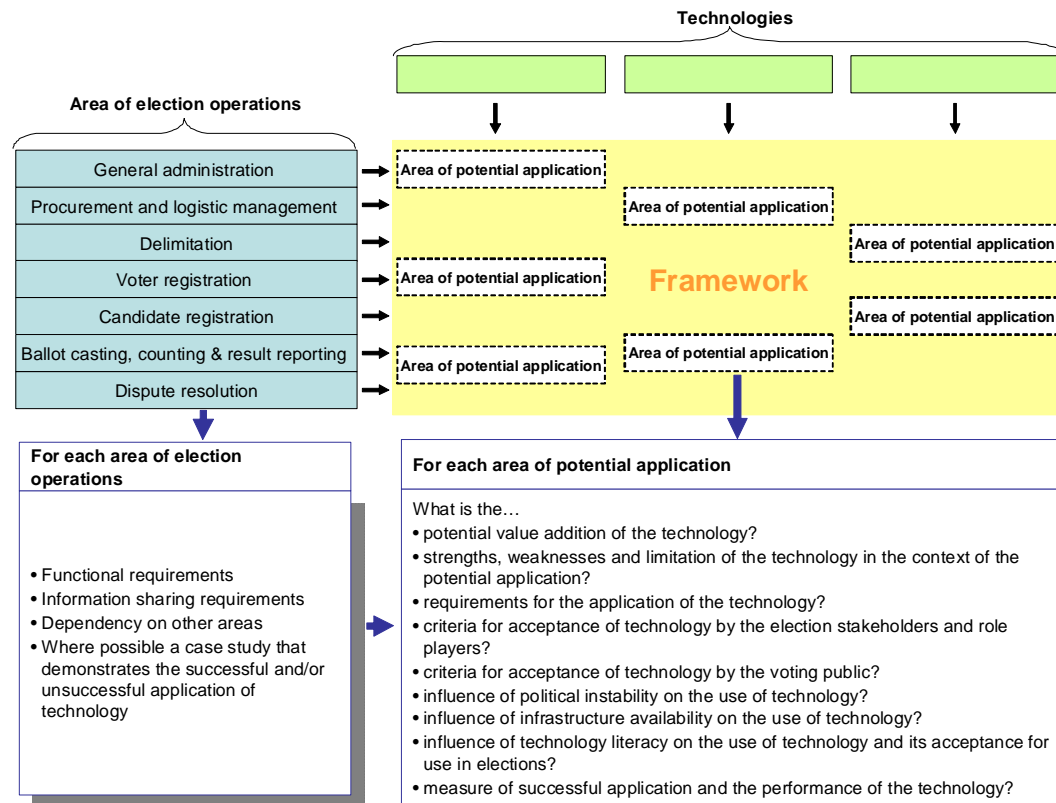 Technologies
Area of election operations
General administration
Procurement and logistic management
Delimitation
Voter registration
Candidate registration
Ballot casting, counting & result reporting
Dispute resolution
Area of potential application
Area of potential application
Area of potential application
Area of potential application
Framework
Area of potential application
Area of potential application
Area of potential application
For each area of election
operations
• Functional requirements
• Information sharing requirements
• Dependency on other areas
• Where possible a case study that
demonstrates the successful and/or
unsuccessful application of
technology
For each area of potential application
What is the…
• potential value addition of the technology?
• strengths, weaknesses and limitation of the technology in the context of the
potential application?
• requirements for the application of the technology?
• criteria for acceptance of technology by the election stakeholders and role
players?
• criteria for acceptance of technology by the voting public?
• influence of political instability on the use of technology?
• influence of infrastructure availability on the use of technology?
• influence of technology literacy on the use of technology and its acceptance for
use in elections?
• measure of successful application and the performance of the technology?